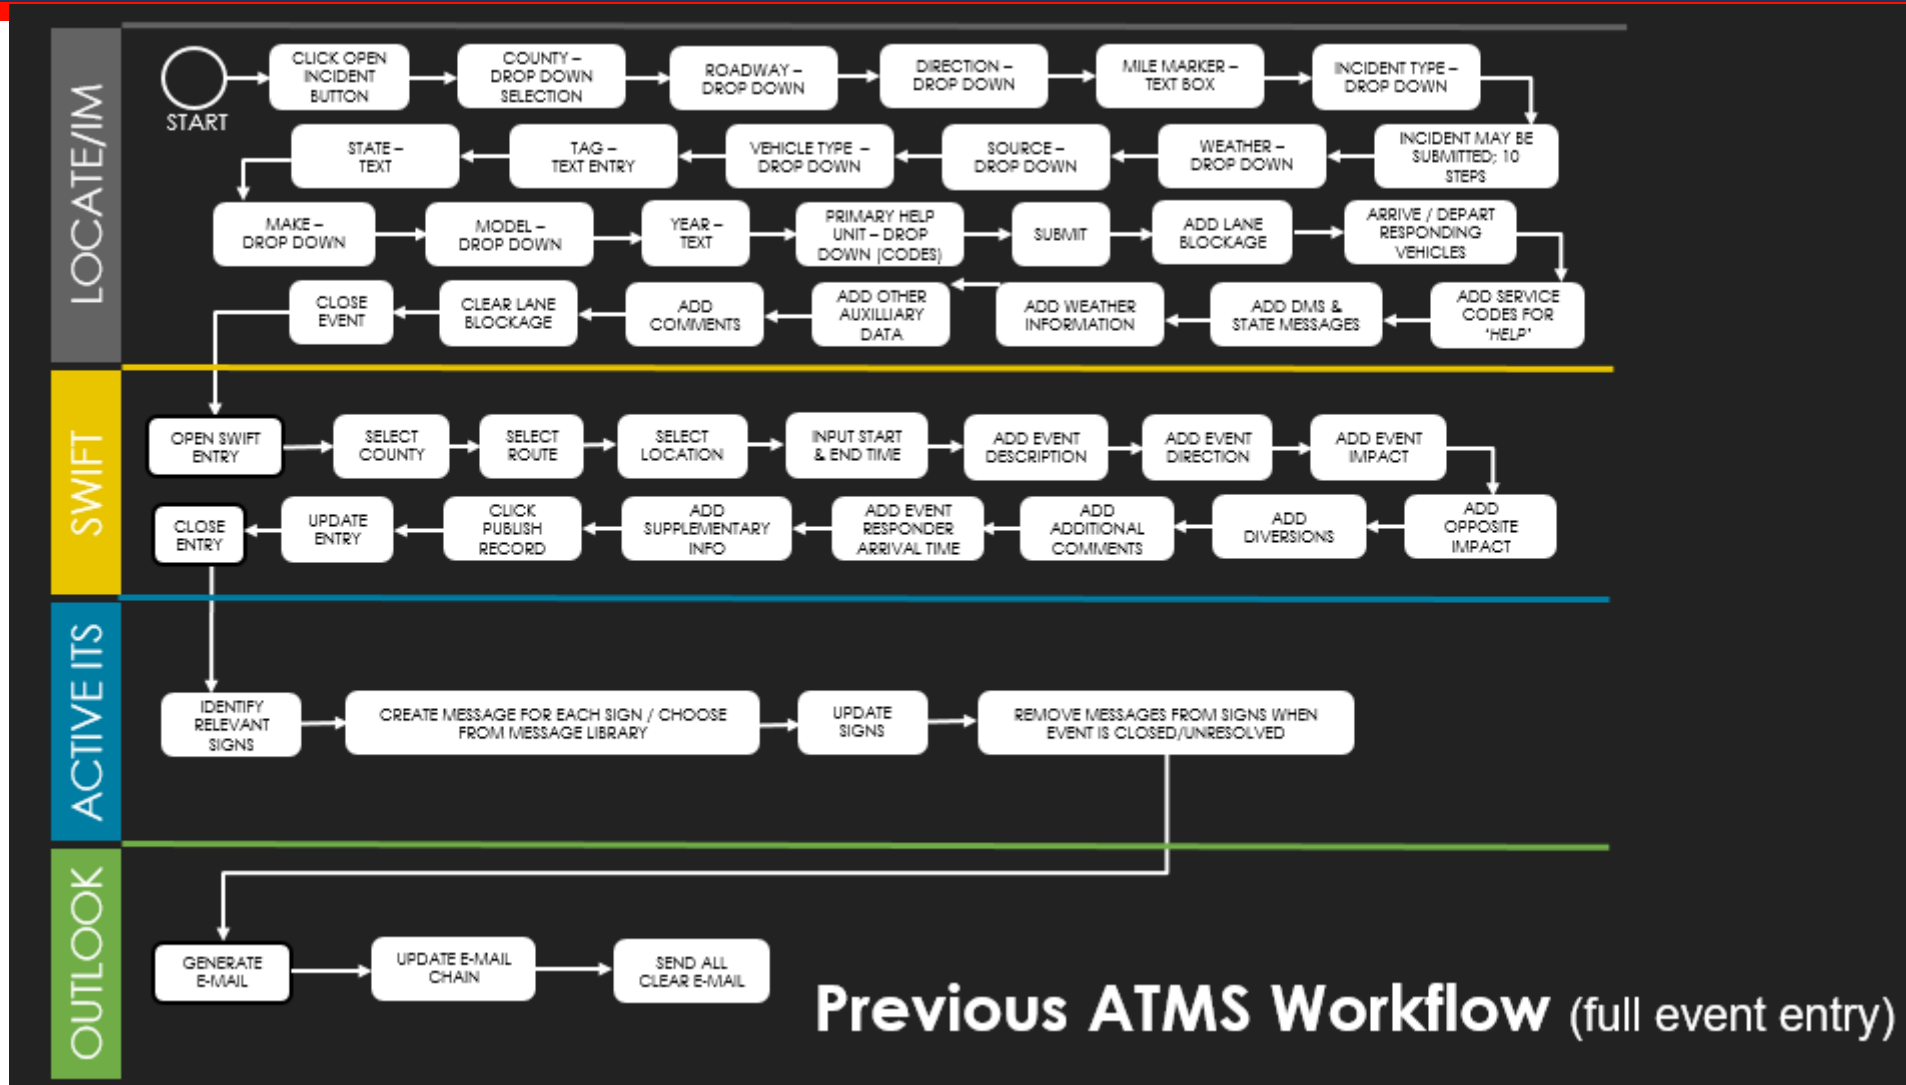 LOCATE/IM
START
CLICK OPEN
INCIDENT
BUTTON
COUNTY –
DROP DOWN
SELECTION
ROADWAY –
DROP DOWN
DIRECTION –
DROP DOWN
MILE MARKER –
TEXT BOX
INCIDENT TYPE –
DROP DOWN
INCIDENT MAY BE
SUBMITTED; 10
STEPS
WEATHER –
DROP DOWN
SOURCE –
DROP DOWN
VEHICLE TYPE –
DROP DOWN
TAG –
TEXT ENTRY
STATE –
TEXT
MAKE –
DROP DOWN
MODEL –
DROP DOWN
YEAR –
TEXT
PRIMARY HELP
UNIT – DROP
DOWN (CODES)
SUBMIT
ADD LANE
BLOCKAGE
ARRIVE / DEPART
RESPONDING
VEHICLES
ADD SERVICE
CODES FOR
'HELP'
ADD DMS &
STATE MESSAGES
ADD WEATHER
INFORMATION
ADD OTHER
AUXILLIARY
DATA
ADD
COMMENTS
CLEAR LANE
BLOCKAGE
CLOSE
EVENT
SWIFT
OPEN SWIFT
ENTRY
SELECT
COUNTY
SELECT
ROUTE
SELECT
LOCATION
INPUT START
& END TIME
ADD EVENT
DESCRIPTION
ADD EVENT
DIRECTION
ADD EVENT
IMPACT
ADD
OPPOSITE
IMPACT
ADD
DIVERSIONS
ADD
ADDITIONAL
COMMENTS
ADD EVENT
RESPONDER
ARRIVAL TIME
ADD
SUPPLEMENTARY
INFO
CLICK
PUBLISH
RECORD
UPDATE
ENTRY
CLOSE
ENTRY
ACTIVE ITS
IDENTIFY
RELEVANT
SIGNS
CREATE MESSAGE FOR EACH SIGN / CHOOSE
FROM MESSAGE LIBRARY
UPDATE
SIGNS
REMOVE MESSAGES FROM SIGNS WHEN
EVENT IS CLOSED/UNRESOLVED
OUTLOOK
GENERATE
E-MAIL
UPDATE E-MAIL
CHAIN
SEND ALL
CLEAR E-MAIL
Previous ATMS Workflow (full event entry)